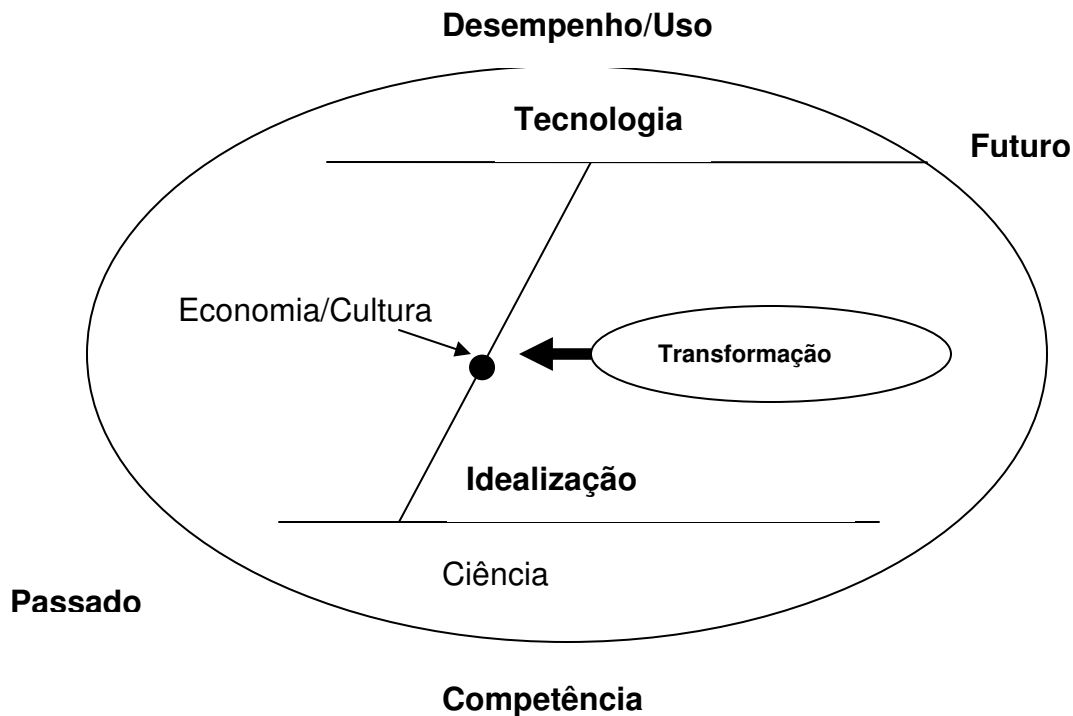 Desempenho/Uso
Tecnologia
Futuro
Economia/Cultura
Transformação
Idealização
Ciência
Passado
Competência